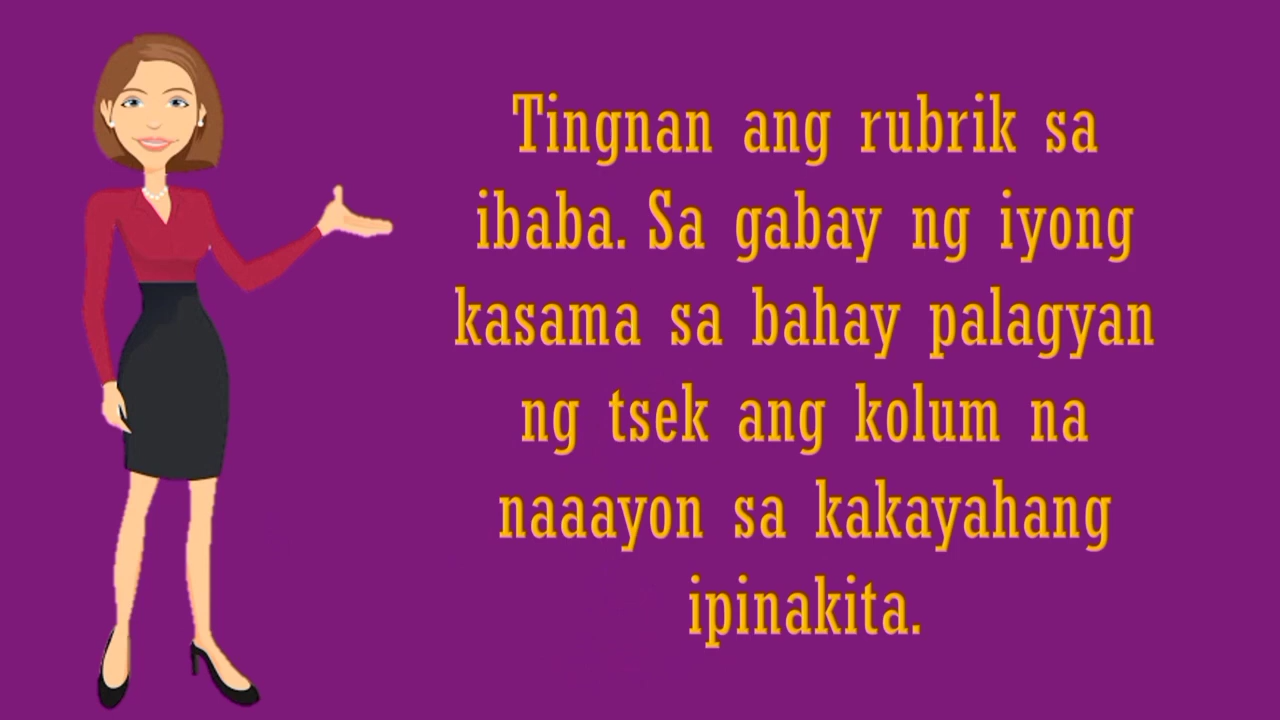 Tingnan ang rubrik sa
ibaba. Sa gabay ng iyong
kasama sa bahay palagyan
ng tsek ang kolum na
naaayon sa kakayahang
ipinakita.